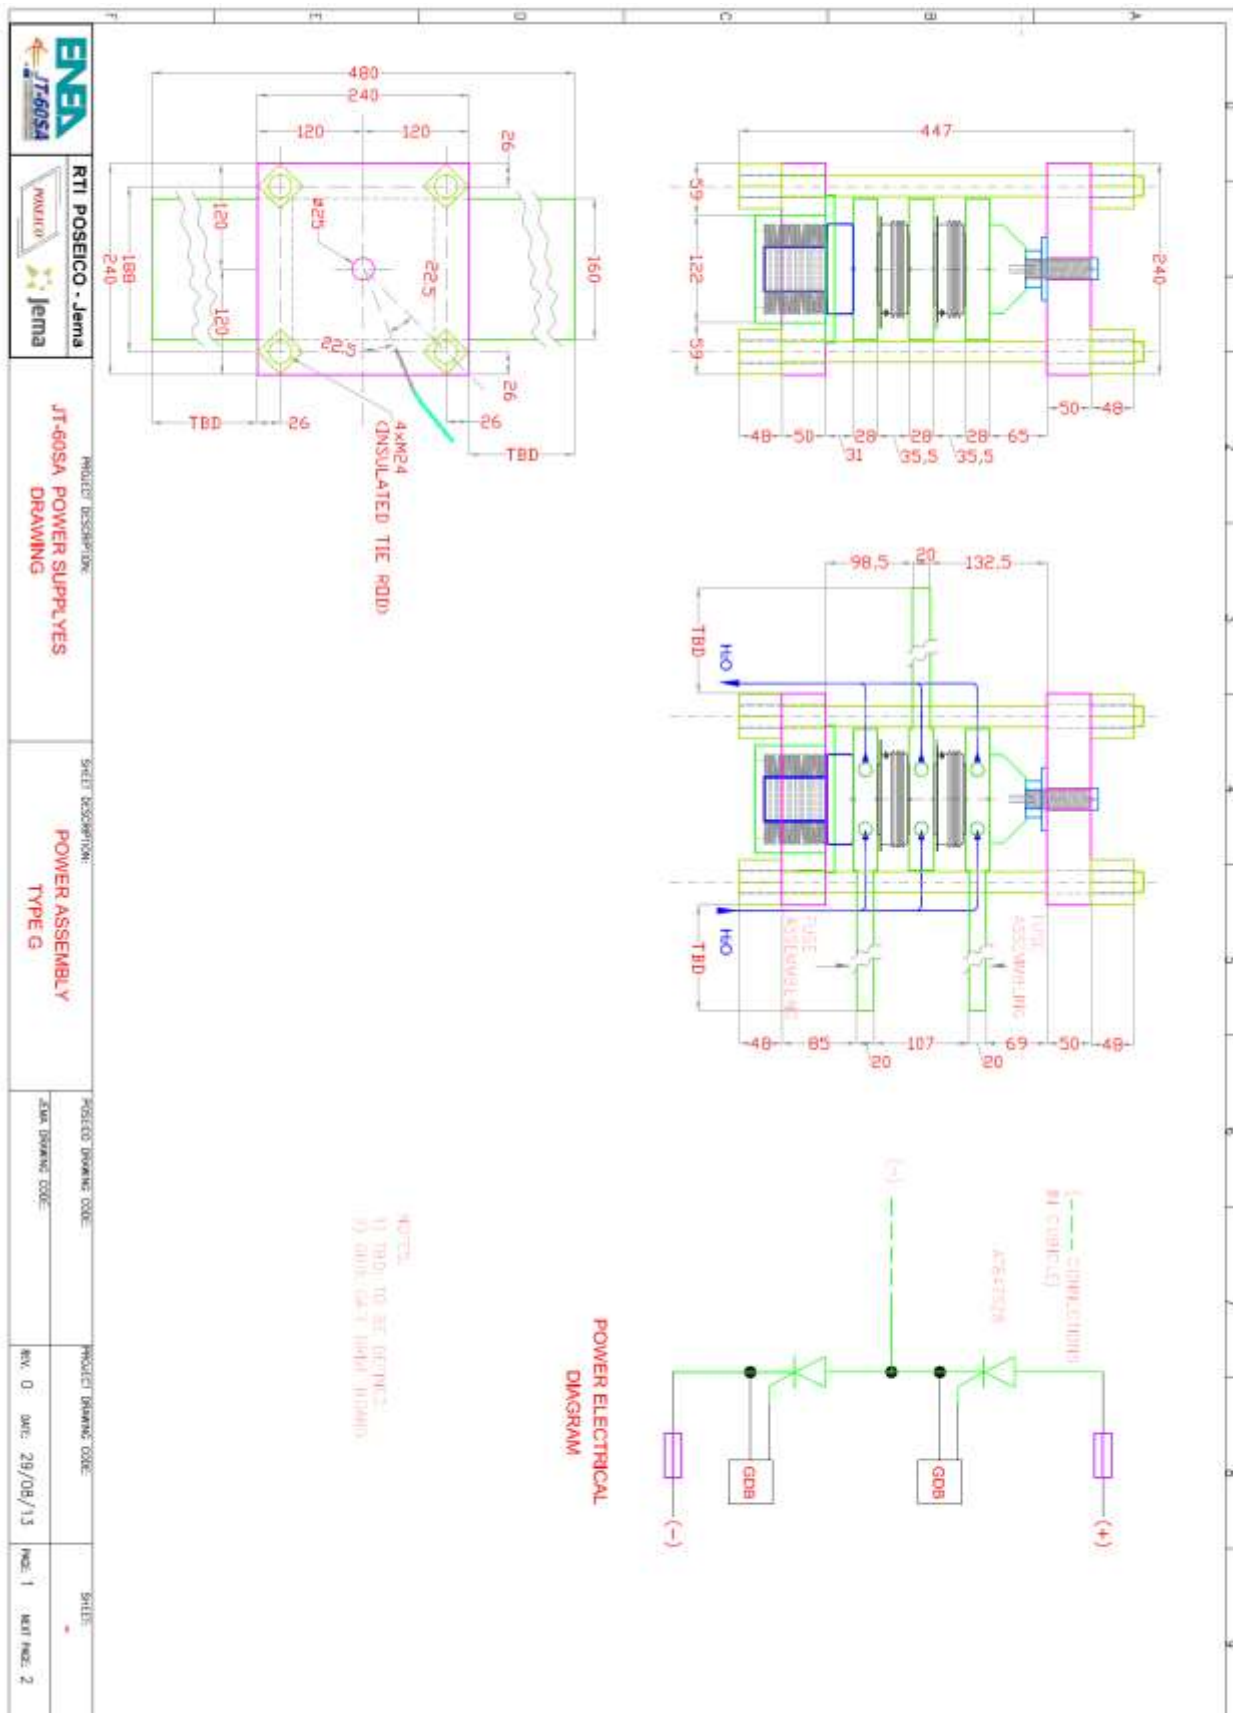 A
B
C
D
E
F
447
59
122
59
240
48
50
31
28
35,5
28
35,5
28
65
50
48
480
240
120
120
26
120
188
240
120
ø25
22.5
22.5
160
26
TBD
26
26
TBD
4xM24
(INSULATED TIE ROD)
98,5
20
132.5
TBD
H2O
TBD
H2O
FUSE
FUSE
48
85
20
107
20
69
50
48
(-)
(+)
GDB
GDB
(-)
POWER ELECTRICAL
DIAGRAM
NOTES:
ENEA
JT-60SA
RTI POSEICO - Jema
POSEICO
Jema
PROJECT DESCRIPTION:
JT-60SA POWER SUPPLYES
DRAWING
SHEET DESCRIPTION:
POWER ASSEMBLY
TYPE G
POSEICO DRAWING CODE:
JEMA DRAWING CODE:
PROJECT DRAWING CODE:
REV. 0 DATE: 29/08/13
SHEET:
PAGE: 1 NEXT PAGE: 2